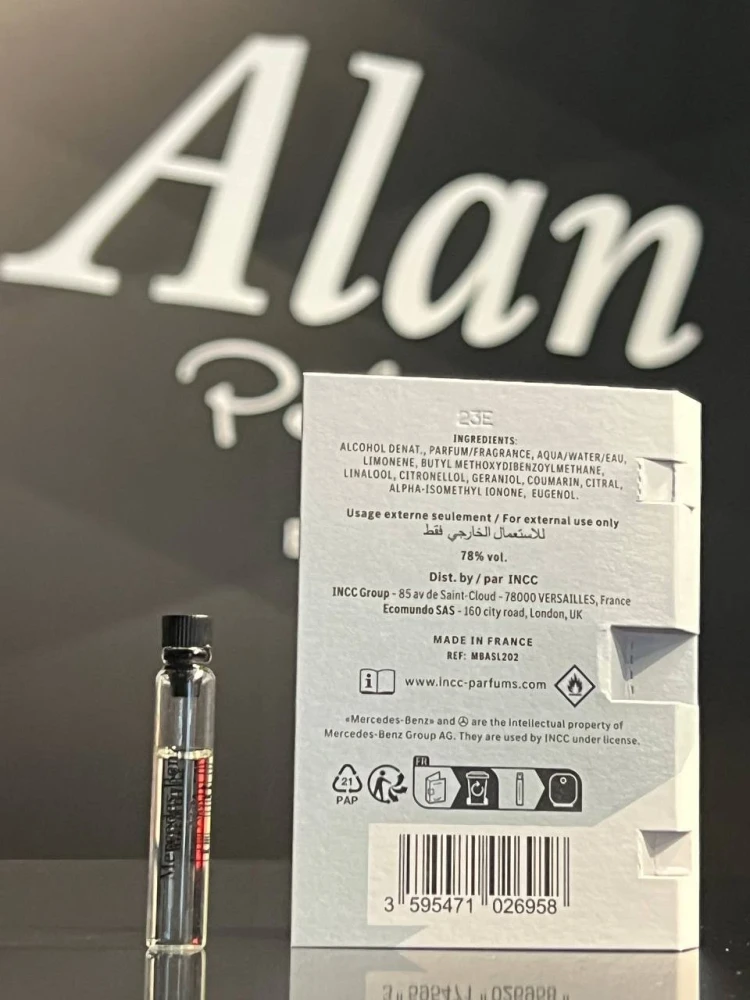 Alan
23E
INGREDIENTS:
ALCOHOL DENAT., PARFUM/FRAGRANCE, AQUA/WATER/EAU,
LIMONENE, BUTYL METHOXYDIBENZOYLMETHANE,
LINALOOL, CITRONELLOL, GERANIOL, COUMARIN, CITRAL,
ALPHA-ISOMETHYL IONONE, EUGENOL.
Usage externe seulement / For external use only
للاستعمال الخارجي فقط
78% vol.
Dist. by / par INCC
INCC Group - 85 av de Saint-Cloud - 78000 VERSAILLES, France
Ecomundo SAS - 160 city road, London, UK
MADE IN FRANCE
REF: MBASL202
www.incc-parfums.com
«Mercedes-Benz» and are the intellectual property of
Mercedes-Benz Group AG. They are used by INCC under license.
FR
21
PAP
3 595471 026958
Mercedes-Benz